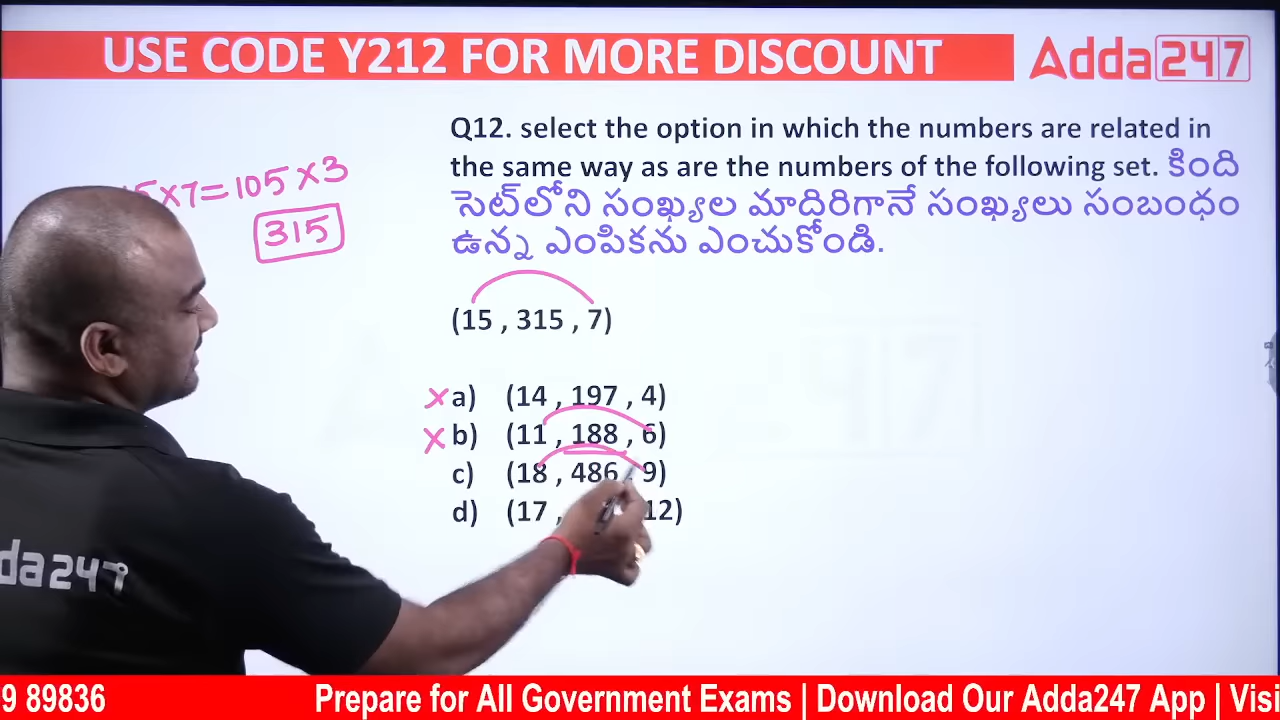 USE CODE Y212 FOR MORE DISCOUNT
Adda247
Q12. select the option in which the numbers are related in
the same way as are the numbers of the following set. కింది
సెట్‌లోని సంఖ్యల మాదిరిగానే సంఖ్యలు సంబంధం
ఉన్న ఎంపికను ఎంచుకోండి.
×7=105×3
315
(15 , 315 , 7)
× a) (14 , 197 , 4)
× b) (11 , 188 , 6)
c) (18 , 486 , 9)
d) (17 , 12)
dda247
9 89836 Prepare for All Government Exams | Download Our Adda247 App | Visi